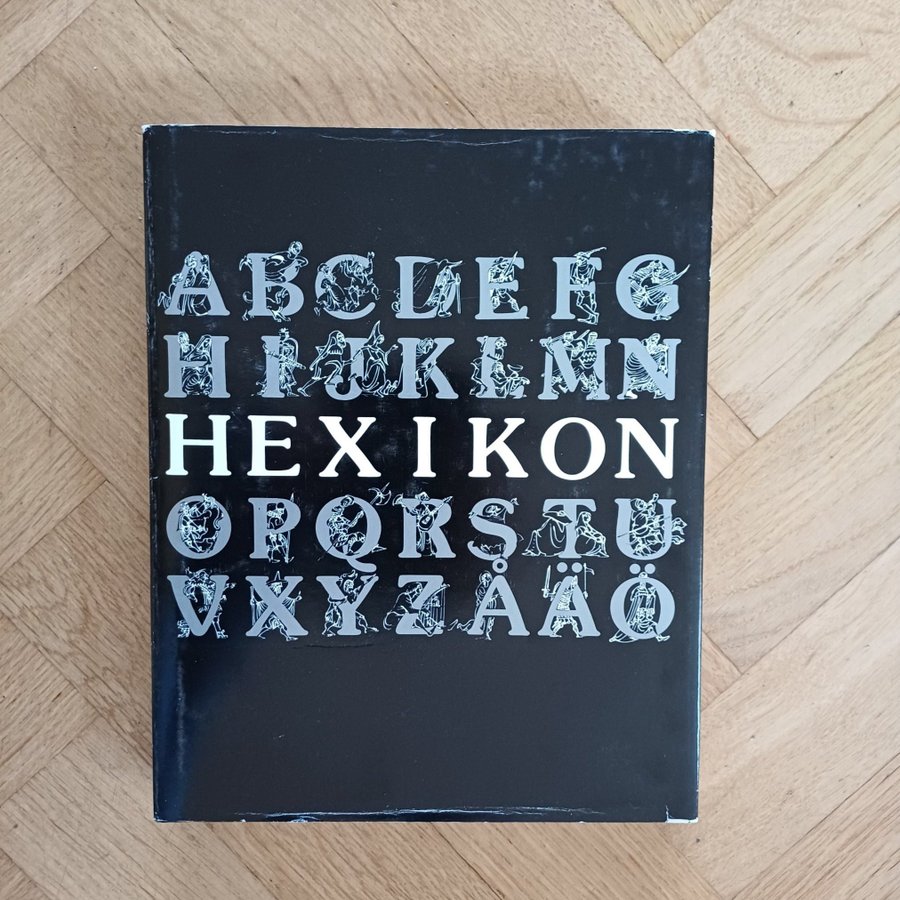 ABCDEFG
HIJKLMN
HEXIKON
OPQRSTU
VXYZÅÄÖ